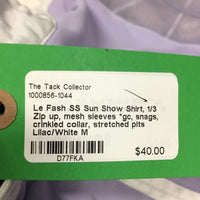 The Tack Collector
1000856-1044
Le Fash SS Sun Show Shirt, 1/3
Zip up, mesh sleeves *gc, snags,
crinkled collar, stretched pits
Lilac/White M
D77FKA
$40.00